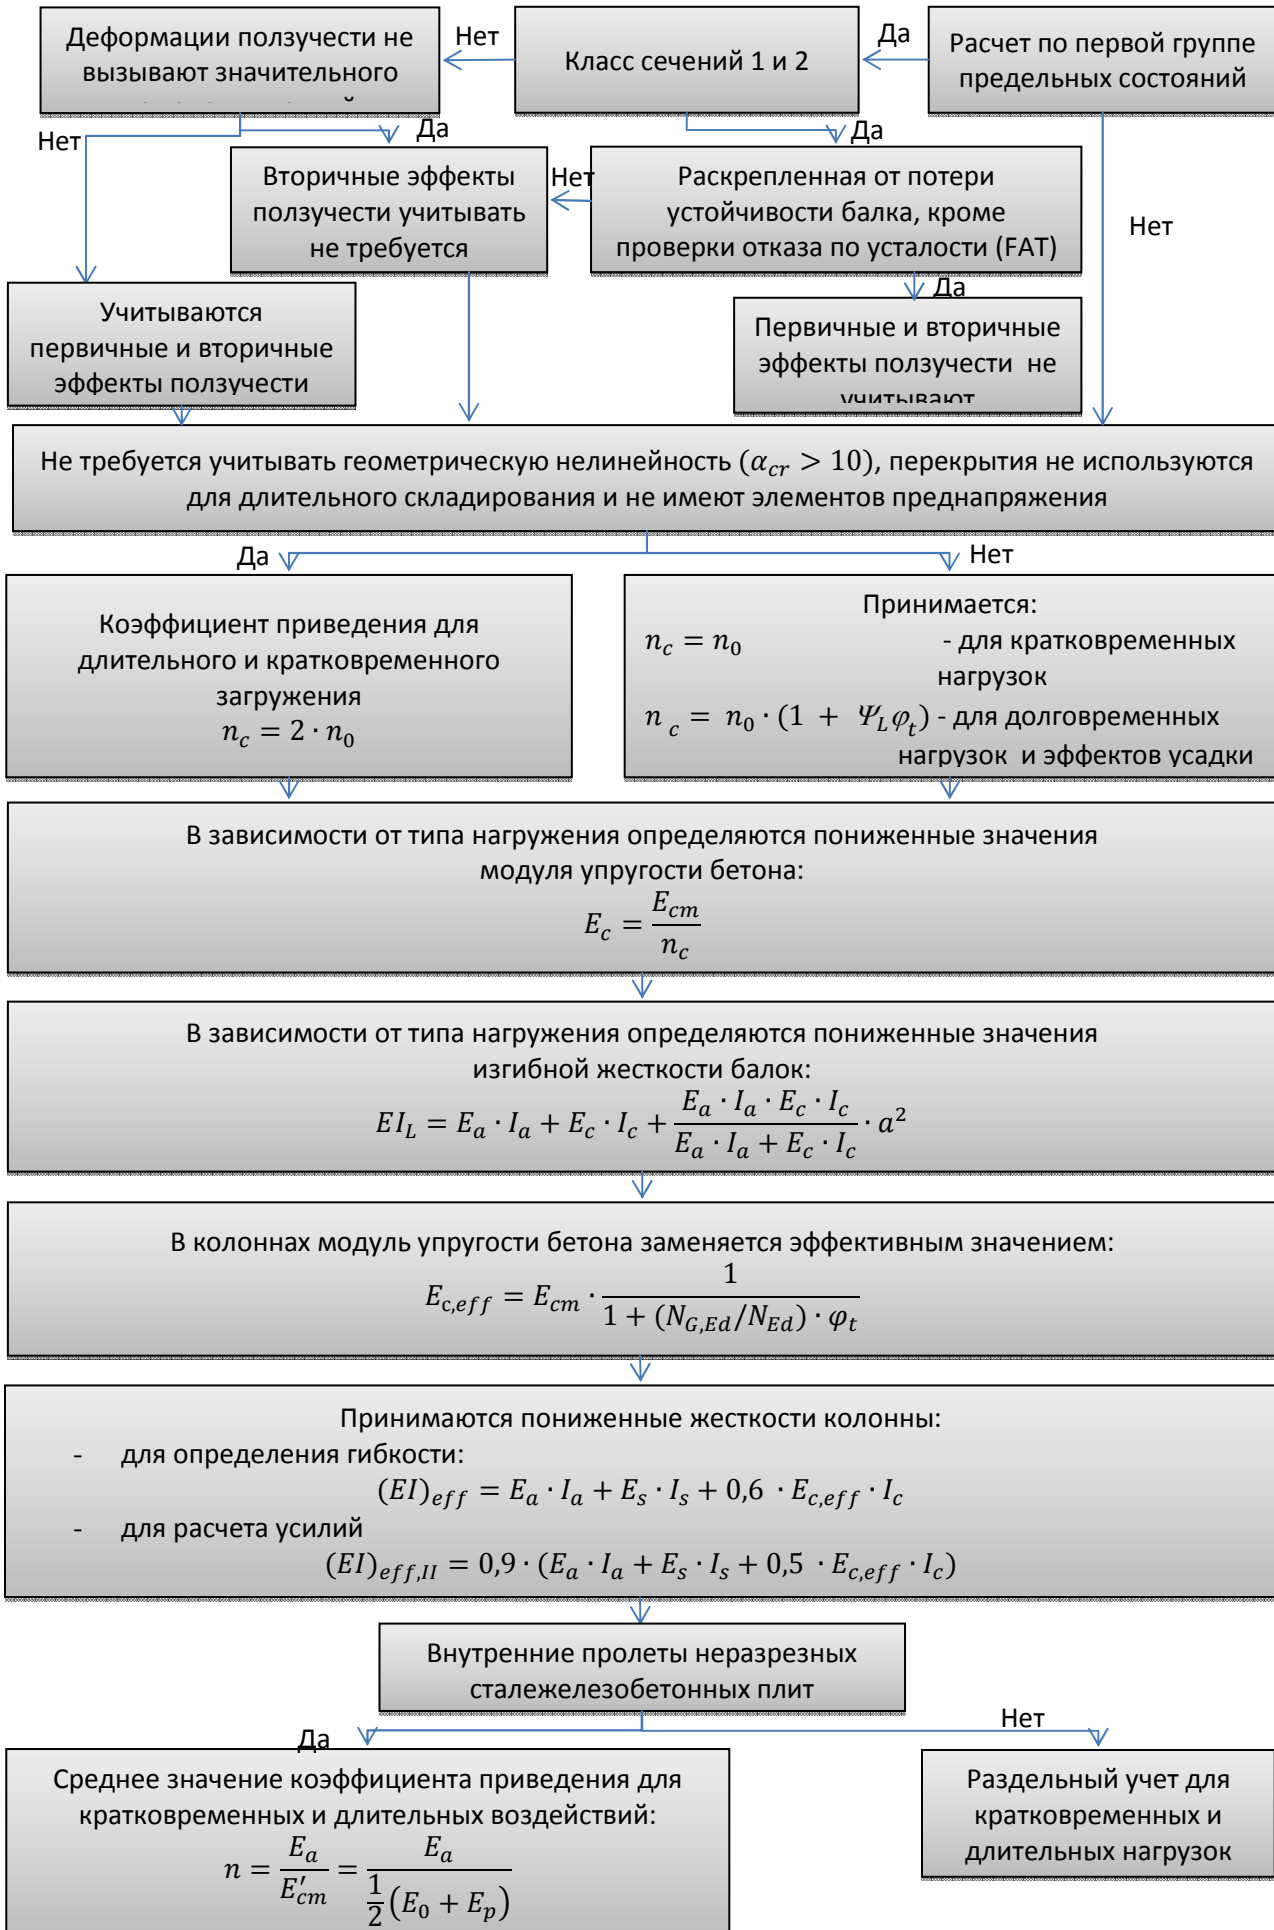 Деформации ползучести не
вызывают значительного
Нет
Класс сечений 1 и 2
Да
Расчет по первой группе
предельных состояний
Нет
Да
Да
Вторичные эффекты
ползучести учитывать
не требуется
Нет
Раскрепленная от потери
устойчивости балка, кроме
проверки отказа по усталости (FAT)
Нет
Да
Учитываются
первичные и вторичные
эффекты ползучести
Первичные и вторичные
эффекты ползучести не
учитывают
Не требуется учитывать геометрическую нелинейность (α_cr > 10), перекрытия не используются
для длительного складирования и не имеют элементов преднапряжения
Да
Нет
Коэффициент приведения для
длительного и кратковременного
загружения
n_c = 2 · n_0
Принимается:
n_c = n_0 - для кратковременных
нагрузок
n_c = n_0 · (1 + Ψ_L φ_t) - для долговременных
нагрузок и эффектов усадки
В зависимости от типа нагружения определяются пониженные значения
модуля упругости бетона:
E_c = E_cm / n_c
В зависимости от типа нагружения определяются пониженные значения
изгибной жесткости балок:
EI_L = E_a · I_a + E_c · I_c + (E_a · I_a · E_c · I_c) / (E_a · I_a + E_c · I_c) · a²
В колоннах модуль упругости бетона заменяется эффективным значением:
E_c,eff = E_cm · 1 / (1 + (N_G,Ed/N_Ed) · φ_t)
Принимаются пониженные жесткости колонны:
- для определения гибкости:
(EI)_eff = E_a · I_a + E_s · I_s + 0,6 · E_c,eff · I_c
- для расчета усилий
(EI)_eff,II = 0,9 · (E_a · I_a + E_s · I_s + 0,5 · E_c,eff · I_c)
Внутренние пролеты неразрезных
сталежелезобетонных плит
Да
Нет
Среднее значение коэффициента приведения для
кратковременных и длительных воздействий:
n = E_a / E'_cm = E_a / (1/2 (E_0 + E_p))
Раздельный учет для
кратковременных и
длительных нагрузок